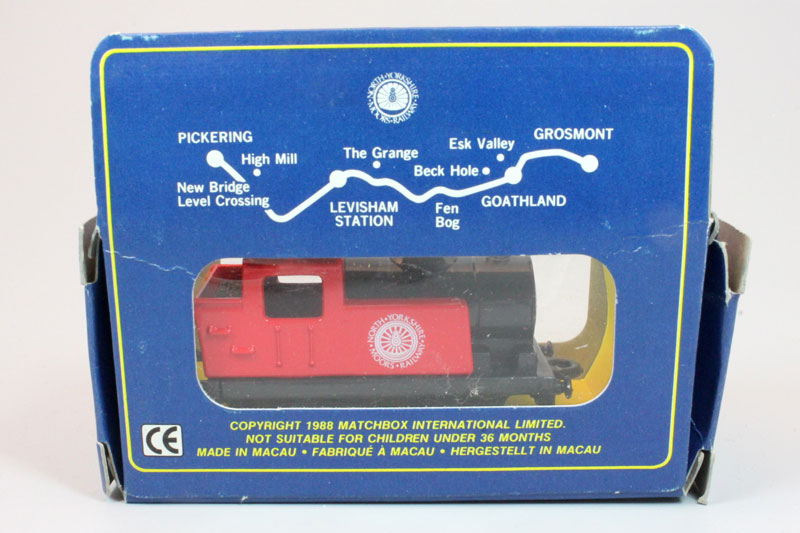 NORTH·YORKSHIRE
MOORS·RAILWAY
PICKERING
High Mill
New Bridge
Level Crossing
The Grange
LEVISHAM
STATION
Esk Valley
Beck Hole
Fen
Bog
GOATHLAND
GROSMONT
NORTH·YORKSHIRE
MOORS·RAILWAY
CE
COPYRIGHT 1988 MATCHBOX INTERNATIONAL LIMITED.
NOT SUITABLE FOR CHILDREN UNDER 36 MONTHS
MADE IN MACAU • FABRIQUÉ À MACAU • HERGESTELLT IN MACAU